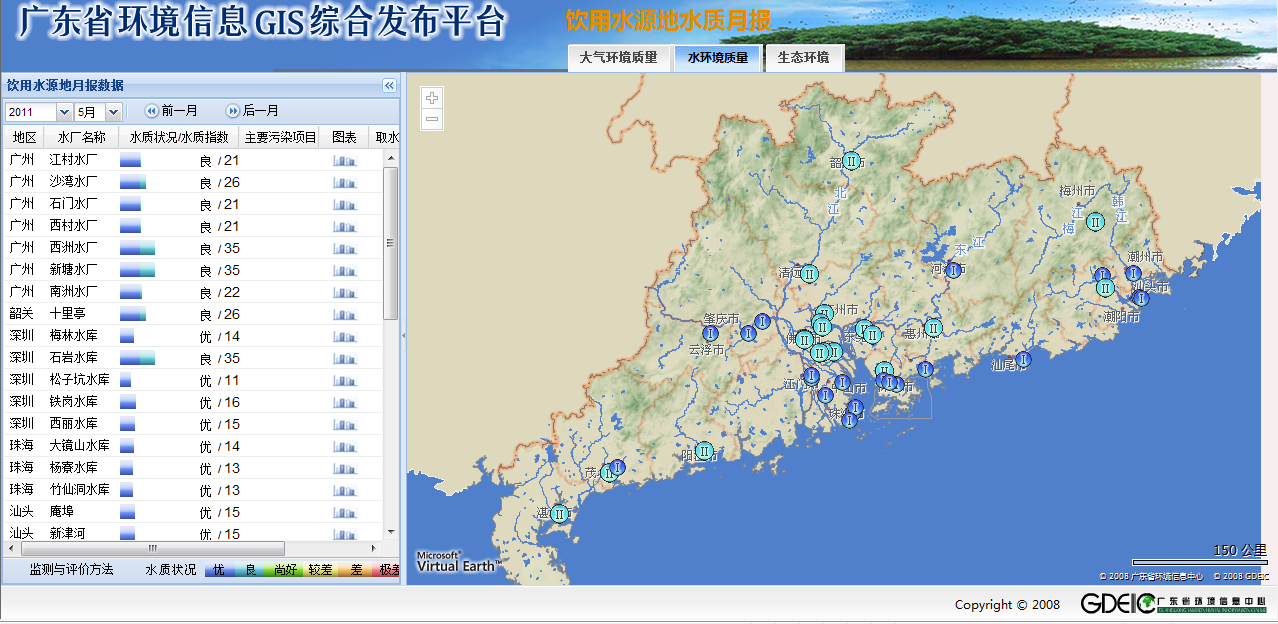 广东省环境信息GIS综合发布平台
饮用水源地水质月报
大气环境质量 水环境质量 生态环境
饮用水源地月报数据
2011 5月 前一月 后一月
地区 水厂名称 水质状况/水质指数 主要污染项目 图表 取水
广州 江村水厂 良 / 21
广州 沙湾水厂 良 / 26
广州 石门水厂 良 / 21
广州 西村水厂 良 / 21
广州 西洲水厂 良 / 35
广州 新塘水厂 良 / 35
广州 南洲水厂 良 / 22
韶关 十里亭 良 / 26
深圳 梅林水库 优 / 14
深圳 石岩水库 良 / 35
深圳 松子坑水库 优 / 11
深圳 铁岗水库 优 / 16
深圳 西丽水库 优 / 15
珠海 大镜山水库 优 / 14
珠海 杨寮水库 优 / 13
珠海 竹仙洞水库 优 / 13
汕头 庵埠 优 / 15
汕头 新津河 优 / 15
监测与评价方法 水质状况 优 良 尚好 较差 差 极差
韶 II
北
江
梅州市
韩
江
江
梅
II
东
江
潮州市
清远 II
河 I
I I
II 汕头市
I
潮阳市
肇庆市
云浮市
惠州 II
汕尾 I
江门
山市
珠
阳 II
茂
湛 II
Microsoft®
Virtual Earth™
150 公里
© 2008 广东省环境信息中心 © 2008 GDEIC
Copyright © 2008 GDEIC 广东省环境信息中心